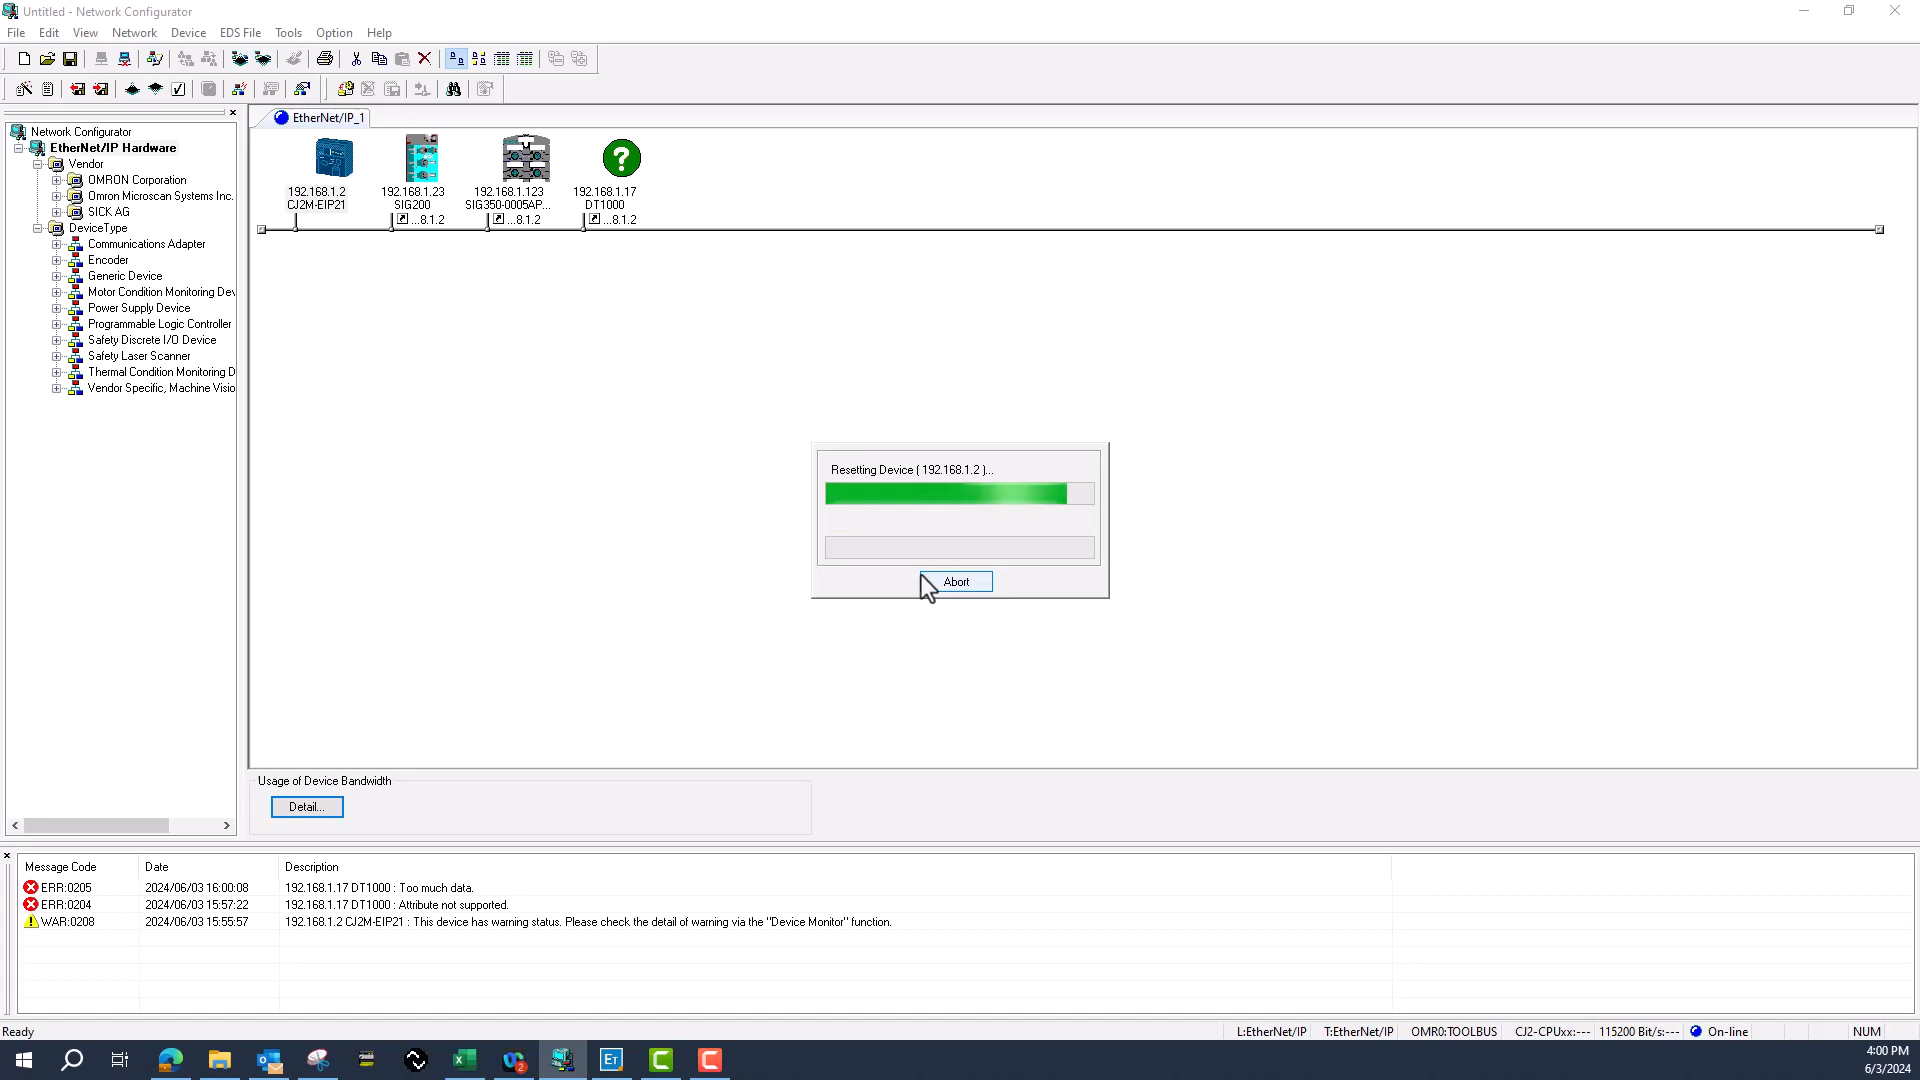 Untitled - Network Configurator
File Edit View Network Device EDS File Tools Option Help
Network Configurator
EtherNet/IP Hardware
Vendor
OMRON Corporation
Omron Microscan Systems Inc.
SICK AG
DeviceType
Communications Adapter
Encoder
Generic Device
Motor Condition Monitoring Dev
Power Supply Device
Programmable Logic Controller
Safety Discrete I/O Device
Safety Laser Scanner
Thermal Condition Monitoring D
Vendor Specific, Machine Visio
EtherNet/IP_1
192.168.1.2 192.168.1.23 192.168.1.123 192.168.1.17
CJ2M-EIP21 SIG200 SIG350-0005AP... DT1000
...8.1.2 ...8.1.2 ...8.1.2
Resetting Device ( 192.168.1.2 )...
Abort
Usage of Device Bandwidth
Detail...
Message Code Date Description
ERR:0205 2024/06/03 16:00:08 192.168.1.17 DT1000 : Too much data.
ERR:0204 2024/06/03 15:57:22 192.168.1.17 DT1000 : Attribute not supported.
WAR:0208 2024/06/03 15:55:57 192.168.1.2 CJ2M-EIP21 : This device has warning status. Please check the detail of warning via the "Device Monitor" function.
Ready L:EtherNet/IP T:EtherNet/IP OMR0:TOOLBUS CJ2-CPUxx:--- 115200 Bit/s:--- On-line NUM
4:00 PM
6/3/2024